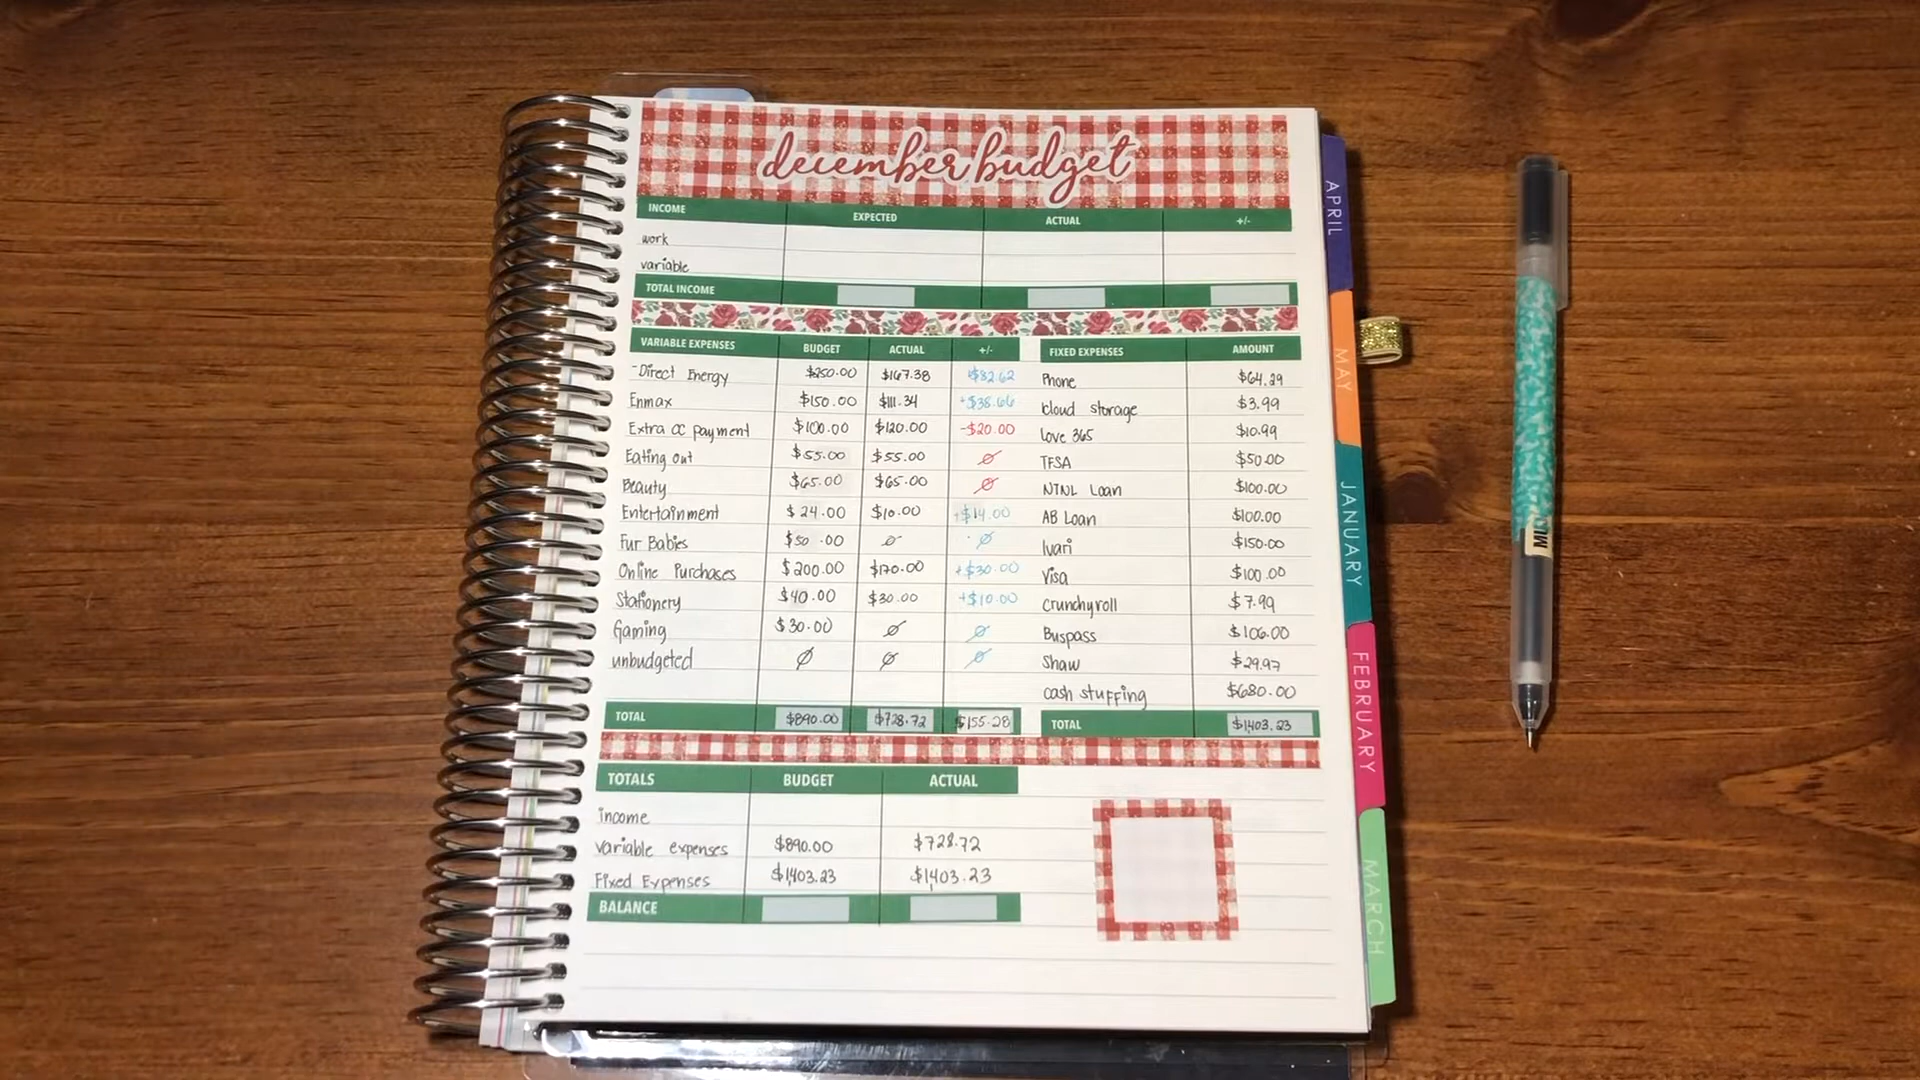 december budget
INCOME EXPECTED ACTUAL +/-
work
variable
TOTAL INCOME
VARIABLE EXPENSES BUDGET ACTUAL +/-
-Direct Energy $250.00 $167.38 +$82.62
Enmax $150.00 $111.34 +$38.66
Extra CC payment $100.00 $120.00 -$20.00
Eating out $55.00 $55.00 Ø
Beauty $65.00 $65.00 Ø
Entertainment $24.00 $10.00 +$14.00
Fur Babies $50.00 Ø Ø
Online Purchases $200.00 $170.00 +$30.00
Stationery $40.00 $30.00 +$10.00
Gaming $30.00 Ø Ø
unbudgeted Ø Ø Ø
TOTAL $890.00 $728.72 $155.28
FIXED EXPENSES AMOUNT
Phone $64.29
Icloud storage $3.99
Love 365 $10.99
TFSA $50.00
NTNL Loan $100.00
AB Loan $100.00
Ivari $150.00
Visa $100.00
Crunchyroll $7.99
Buspass $106.00
Shaw $29.97
cash stuffing $680.00
TOTAL $1403.23
TOTALS BUDGET ACTUAL
income
variable expenses $890.00 $728.72
Fixed Expenses $1,403.23 $1,403.23
BALANCE
APRIL
MAY
JANUARY
FEBRUARY
MARCH